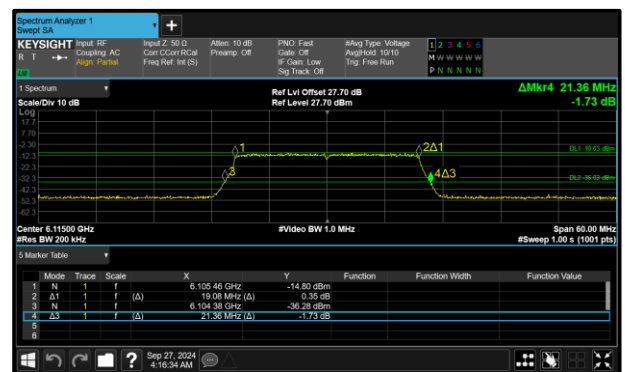 Spectrum Analyzer 1
Swept SA
+
KEYSIGHT Input: RF Input Z: 50 Ω Atten: 10 dB PNO: Fast #Avg Type: Voltage 1 2 3 4 5 6
R T Coupling: AC Corr CCorr RCal Preamp: Off Gate: Off Avg|Hold: 10/10 M W W W W W
Align: Partial Freq Ref: Int (S) IF Gain: Low Trig: Free Run P N N N N N
LXI Sig Track: Off
1 Spectrum Ref Lvl Offset 27.70 dB ΔMkr4 21.36 MHz
Scale/Div 10 dB Ref Level 27.70 dBm -1.73 dB
Log
17.7
7.70
-2.30
-12.3
-22.3
-32.3
-42.3
-52.3
-62.3
1
2Δ1
DL1 -10.03 dBm
3
4Δ3
DL2 -36.03 dBm
Center 6.11500 GHz #Video BW 1.0 MHz Span 60.00 MHz
#Res BW 200 kHz #Sweep 1.00 s (1001 pts)
5 Marker Table
Mode Trace Scale X Y Function Function Width Function Value
1 N 1 f 6.105 46 GHz -14.80 dBm
2 Δ1 1 f (Δ) 19.08 MHz (Δ) 0.35 dB
3 N 1 f 6.104 38 GHz -36.28 dBm
4 Δ3 1 f (Δ) 21.36 MHz (Δ) -1.73 dB
5
6
? Sep 27, 2024
4:16:34 AM